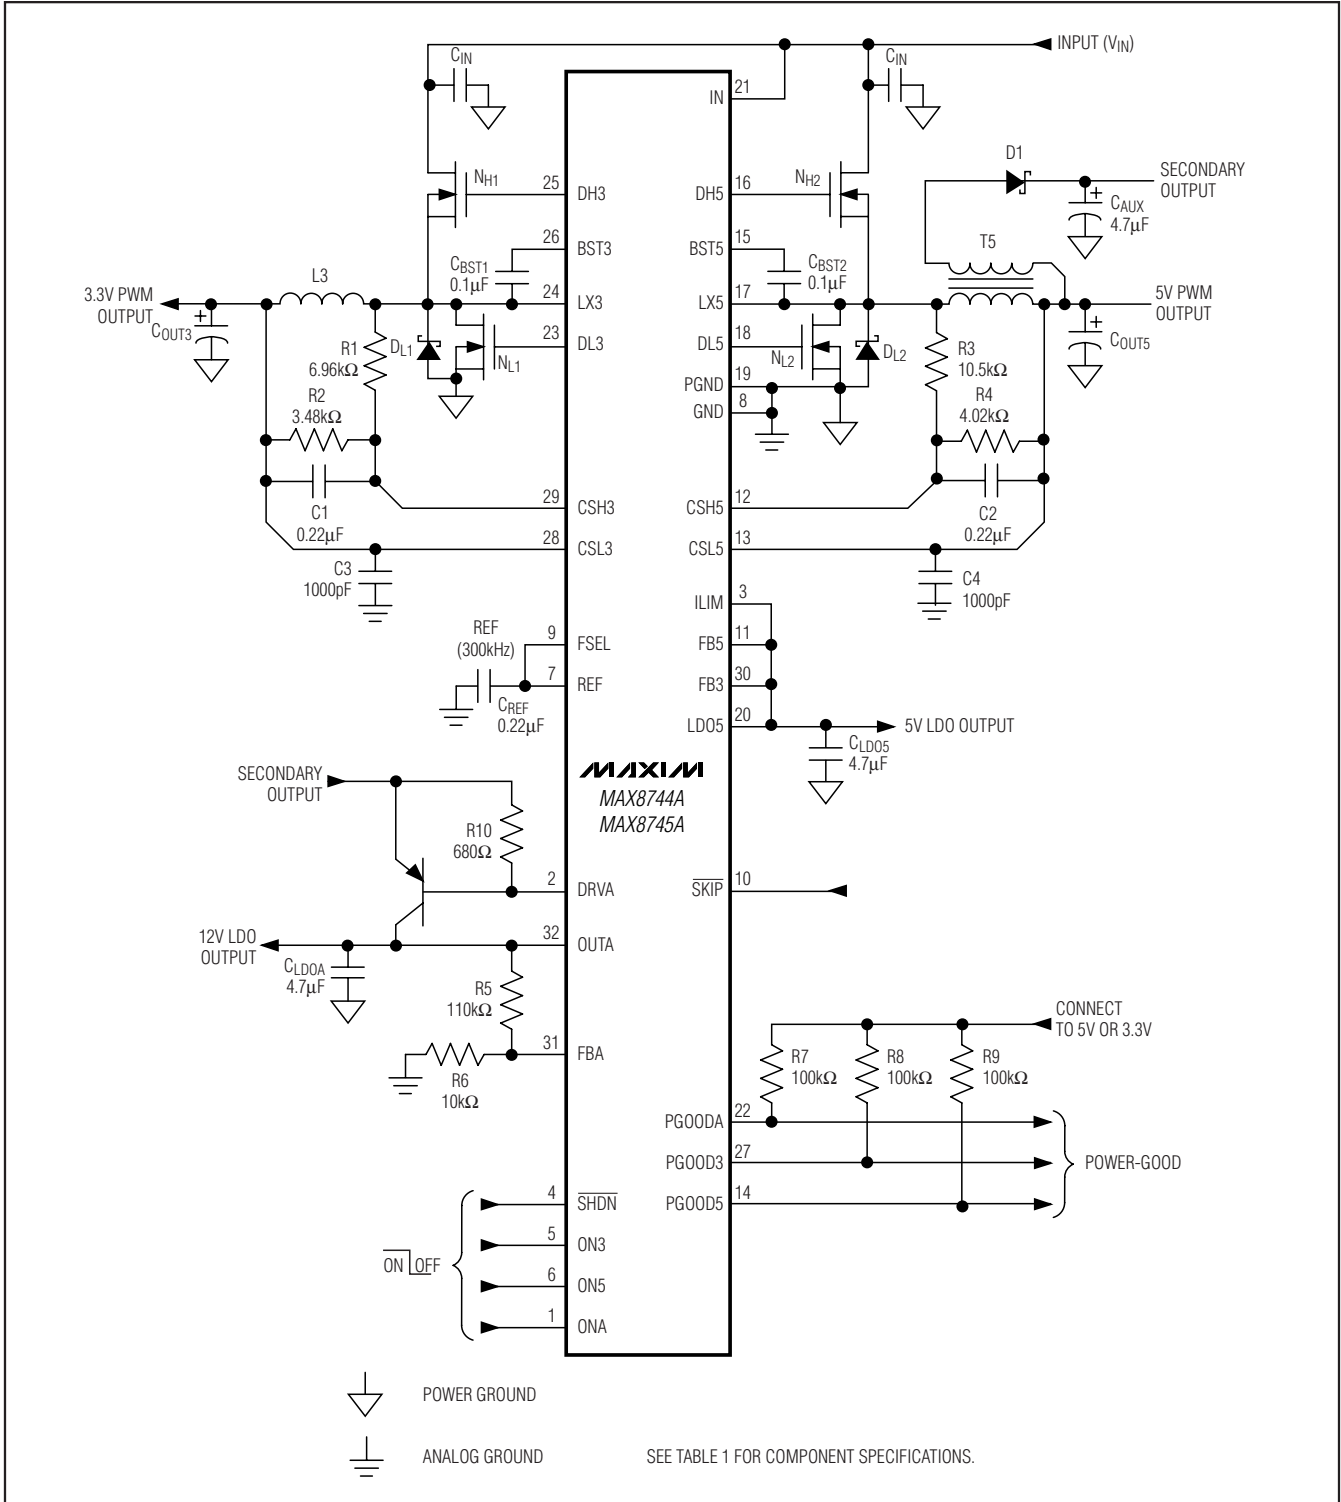 INPUT (VIN)
CIN
CIN
21
IN
NH1
25
DH3
DH5
16
NH2
D1
SECONDARY
OUTPUT
+
CAUX
4.7µF
26
BST3
BST5
15
CBST1
0.1µF
CBST2
0.1µF
T5
L3
3.3V PWM
OUTPUT
24
LX3
LX5
17
5V PWM
OUTPUT
+
COUT3
23
DL3
DL5
18
+
COUT5
R1
6.96kΩ
DL1
NL1
NL2
DL2
R3
10.5kΩ
PGND
19
GND
8
R2
3.48kΩ
R4
4.02kΩ
C1
0.22µF
29
CSH3
CSH5
12
C2
0.22µF
28
CSL3
CSL5
13
C3
1000pF
C4
1000pF
ILIM
3
REF
(300kHz)
9
FSEL
FB5
11
7
REF
FB3
30
CREF
0.22µF
LDO5
20
5V LDO OUTPUT
CLDO5
4.7µF
MAXIM
MAX8744A
MAX8745A
SECONDARY
OUTPUT
R10
680Ω
2
DRVA
SKIP
10
12V LDO
OUTPUT
32
OUTA
CLDOA
4.7µF
R5
110kΩ
31
FBA
R6
10kΩ
CONNECT
TO 5V OR 3.3V
R7
100kΩ
R8
100kΩ
R9
100kΩ
PGOODA
22
PGOOD3
27
POWER-GOOD
PGOOD5
14
4
SHDN
5
ON3
ON OFF
6
ON5
1
ONA
POWER GROUND
ANALOG GROUND
SEE TABLE 1 FOR COMPONENT SPECIFICATIONS.